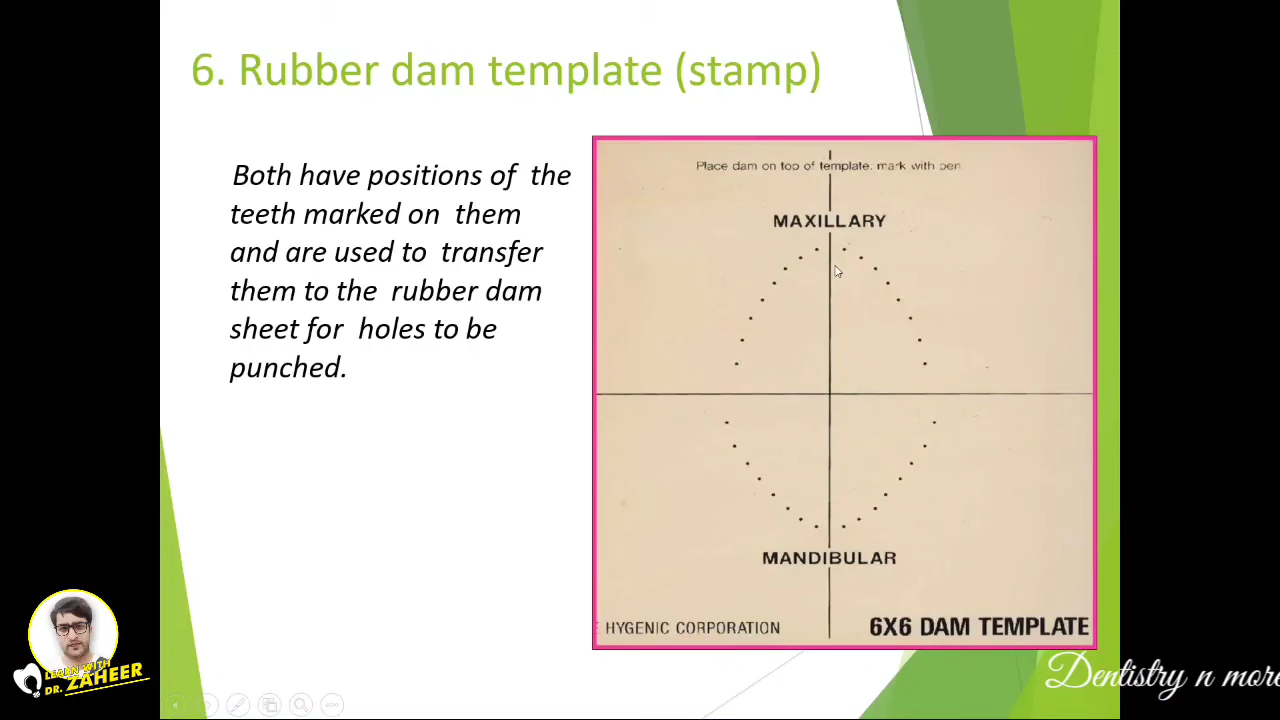 6. Rubber dam template (stamp)
Both have positions of the
teeth marked on them
and are used to transfer
them to the rubber dam
sheet for holes to be
punched.
Place dam on top of template, mark with pen
MAXILLARY
MANDIBULAR
HYGENIC CORPORATION
6X6 DAM TEMPLATE
LEARN WITH
DR. ZAHEER
Dentistry n more